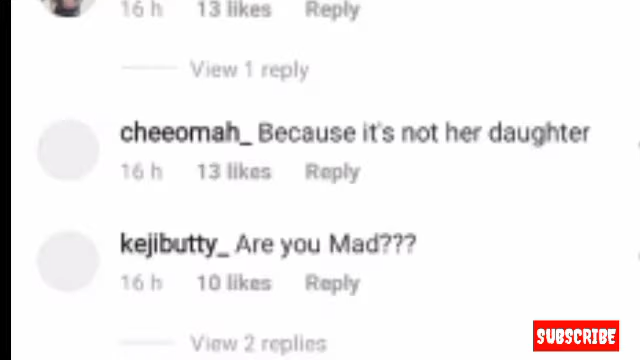 16 h 13 likes Reply
View 1 reply
cheeomah_ Because it's not her daughter
16 h 13 likes Reply
kejibutty_ Are you Mad???
16 h 10 likes Reply
View 2 replies
SUBSCRIBE